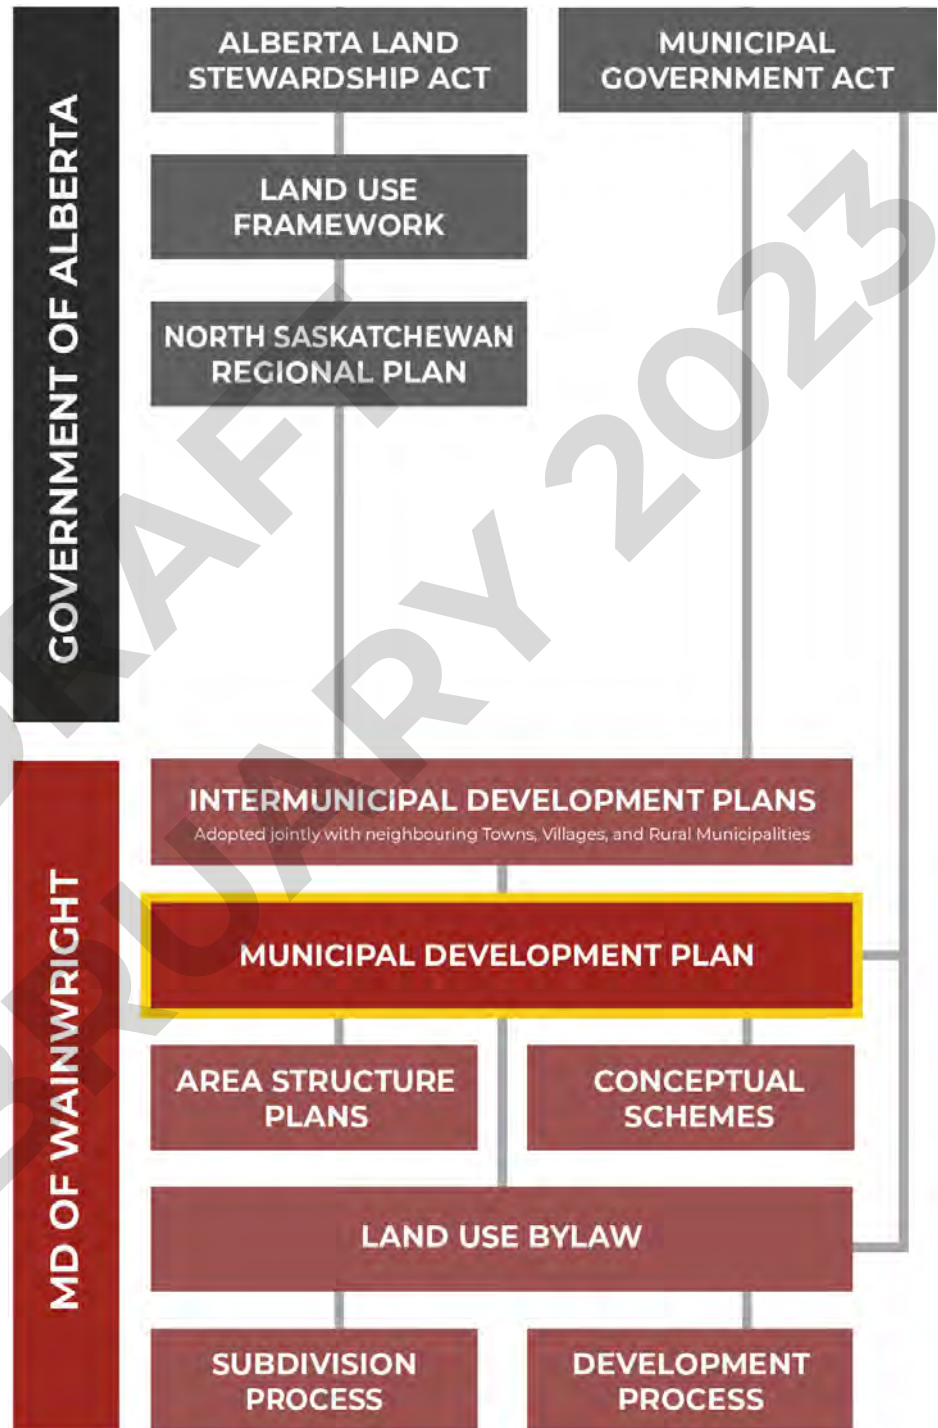 GOVERNMENT OF ALBERTA
ALBERTA LAND
STEWARDSHIP ACT
MUNICIPAL
GOVERNMENT ACT
LAND USE
FRAMEWORK
NORTH SASKATCHEWAN
REGIONAL PLAN
MD OF WAINWRIGHT
INTERMUNICIPAL DEVELOPMENT PLANS
Adopted jointly with neighbouring Towns, Villages, and Rural Municipalities
MUNICIPAL DEVELOPMENT PLAN
AREA STRUCTURE
PLANS
CONCEPTUAL
SCHEMES
LAND USE BYLAW
SUBDIVISION
PROCESS
DEVELOPMENT
PROCESS
DRAFT
BRUARY 2023